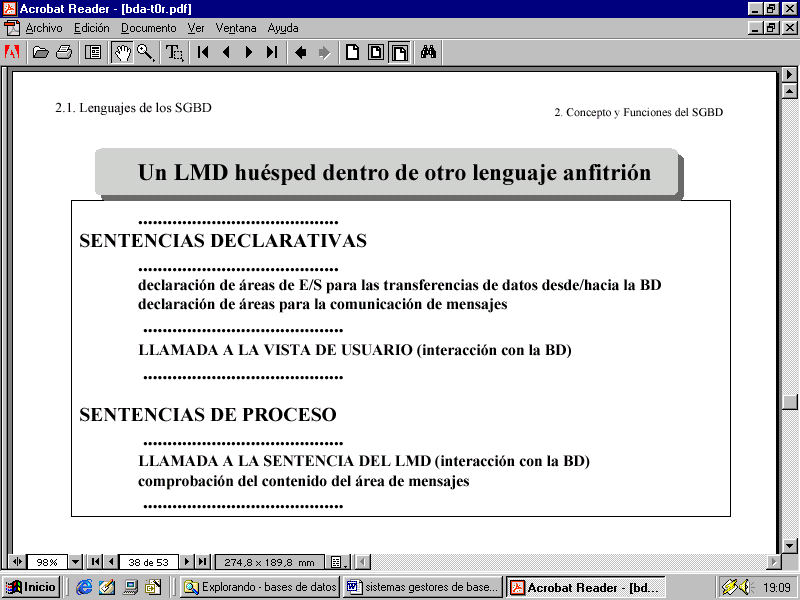 Acrobat Reader - [bda-t0r.pdf]
Archivo Edición Documento Ver Ventana Ayuda
2.1. Lenguajes de los SGBD
2. Concepto y Funciones del SGBD
Un LMD huésped dentro de otro lenguaje anfitrión
.........................................
SENTENCIAS DECLARATIVAS
.........................................
declaración de áreas de E/S para las transferencias de datos desde/hacia la BD
declaración de áreas para la comunicación de mensajes
.........................................
LLAMADA A LA VISTA DE USUARIO (interacción con la BD)
.........................................
SENTENCIAS DE PROCESO
.........................................
LLAMADA A LA SENTENCIA DEL LMD (interacción con la BD)
comprobación del contenido del área de mensajes
.........................................
98% 38 de 53 274,8 x 189,8 mm
Inicio Explorando - bases de datos sistemas gestores de base... Acrobat Reader - [bd... 19:09